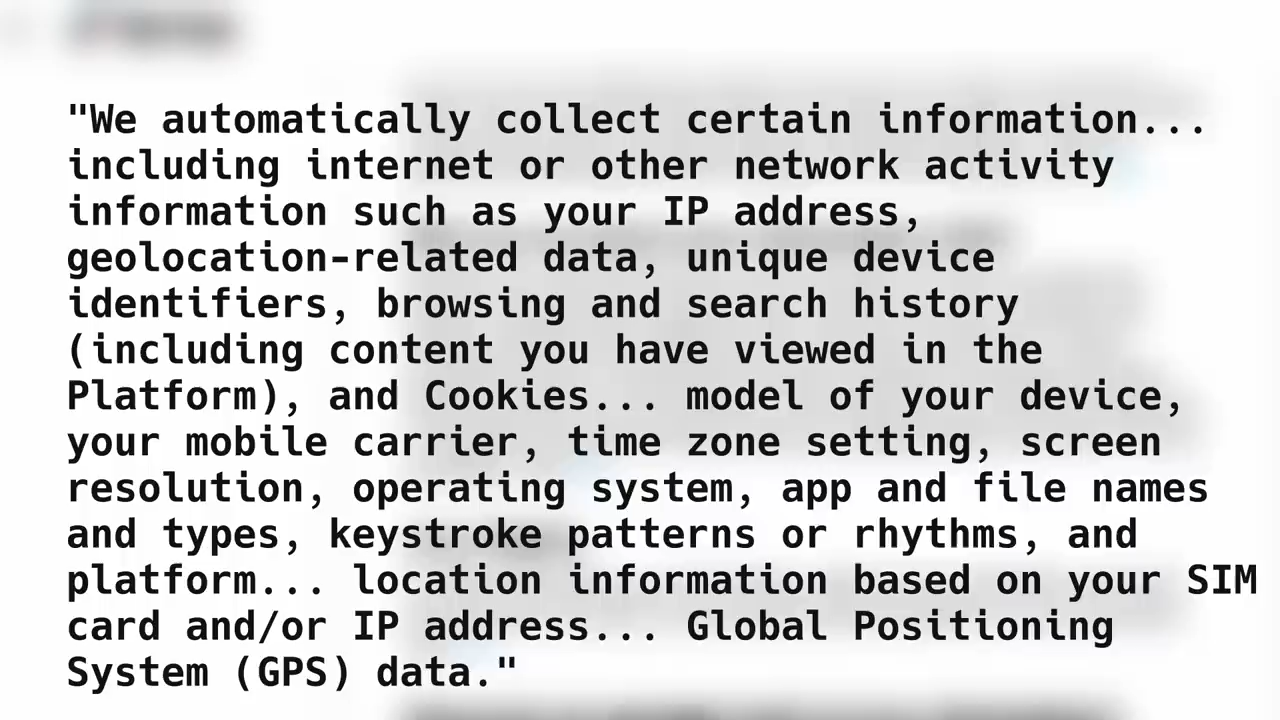 "We automatically collect certain information...
including internet or other network activity
information such as your IP address,
geolocation-related data, unique device
identifiers, browsing and search history
(including content you have viewed in the
Platform), and Cookies... model of your device,
your mobile carrier, time zone setting, screen
resolution, operating system, app and file names
and types, keystroke patterns or rhythms, and
platform... location information based on your SIM
card and/or IP address... Global Positioning
System (GPS) data."